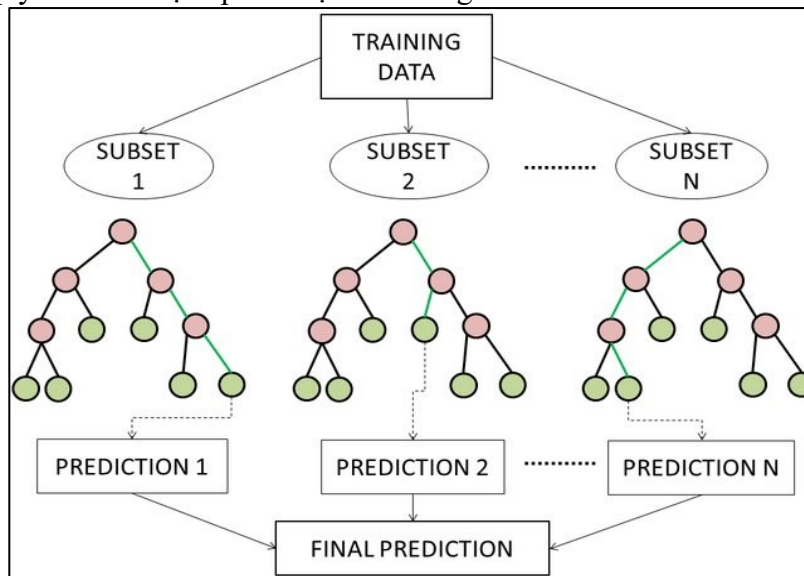 TRAINING
DATA
SUBSET
1
SUBSET
2
SUBSET
N
PREDICTION 1
PREDICTION 2
PREDICTION N
FINAL PREDICTION